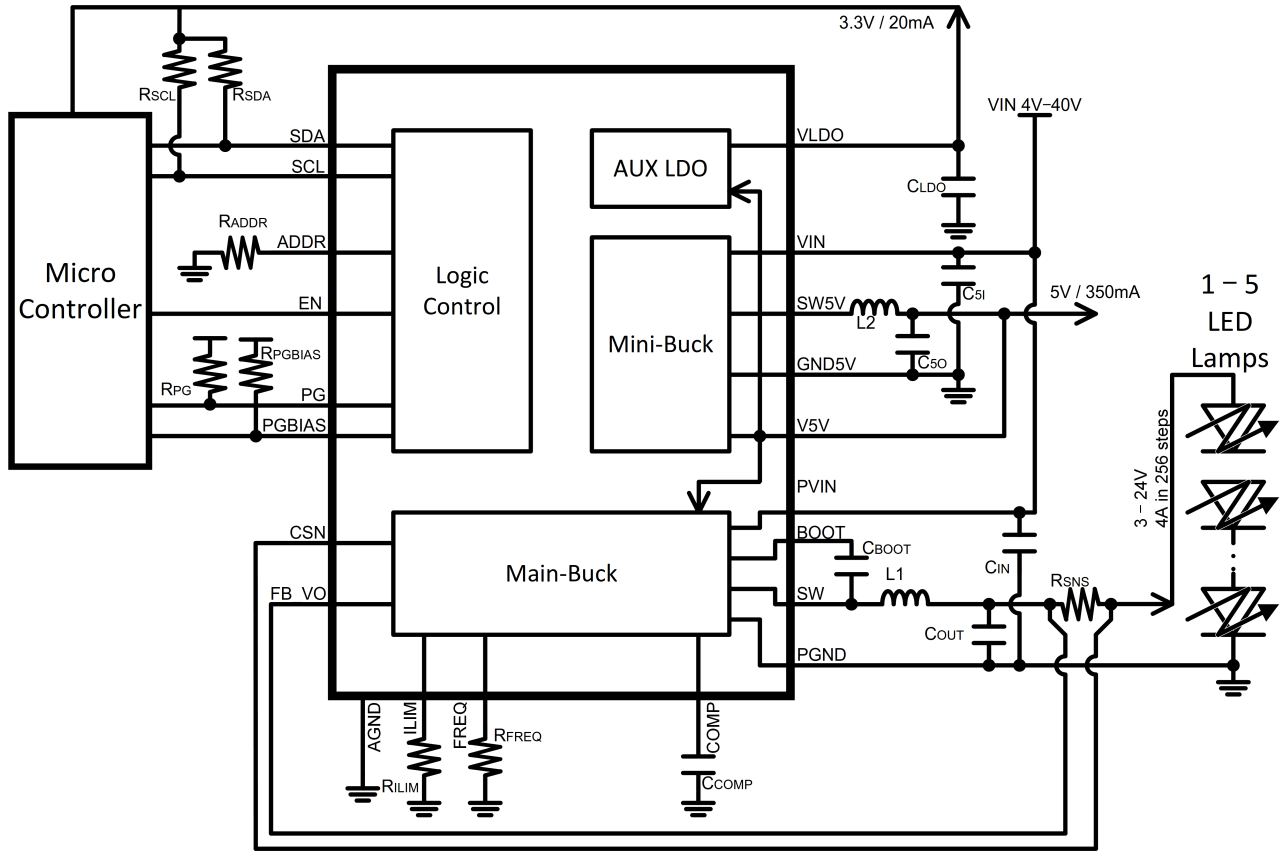 3.3V / 20mA
RSCL
RSDA
VIN 4V–40V
SDA
SCL
VLDO
AUX LDO
CLDO
RADDR
ADDR
VIN
Micro
Controller
Logic
Control
C5I
1 – 5
LED
Lamps
5V / 350mA
EN
SW5V
L2
Mini-Buck
C5O
GND5V
RPGBIAS
RPG
PG
PGBIAS
V5V
3 – 24V
4A in 256 steps
PVIN
CSN
BOOT
CBOOT
Main-Buck
CIN
L1
RSNS
FB_VO
SW
COUT
PGND
AGND
ILIM
FREQ
COMP
RFREQ
RILIM
CCOMP